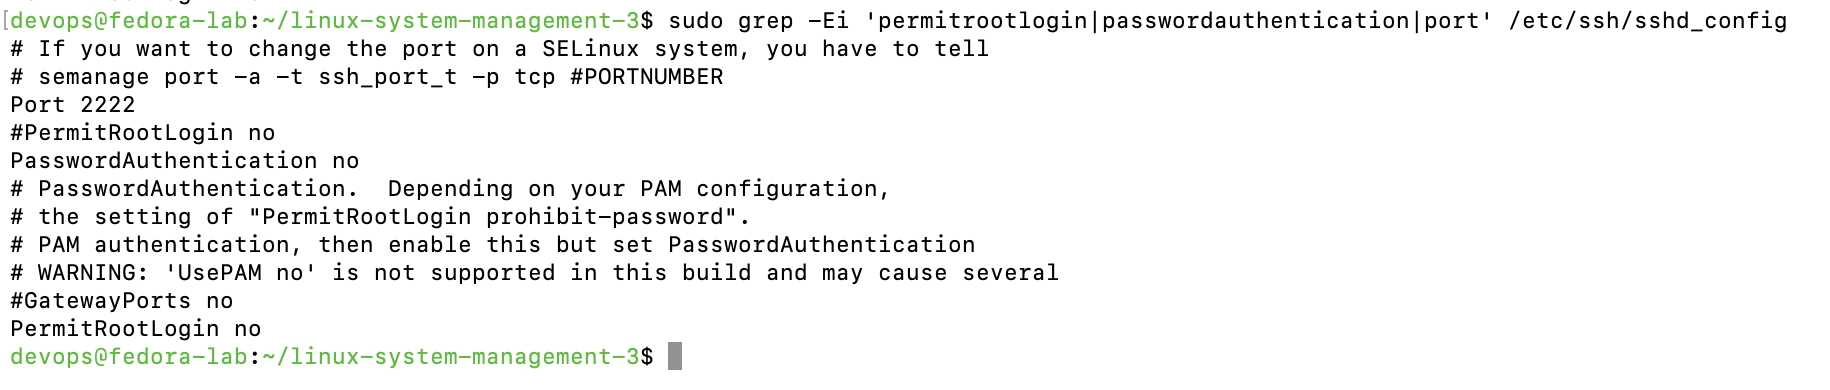 [devops@fedora-lab:~/linux-system-management-3$ sudo grep -Ei 'permitrootlogin|passwordauthentication|port' /etc/ssh/sshd_config
# If you want to change the port on a SELinux system, you have to tell
# semanage port -a -t ssh_port_t -p tcp #PORTNUMBER
Port 2222
#PermitRootLogin no
PasswordAuthentication no
# PasswordAuthentication.  Depending on your PAM configuration,
# the setting of "PermitRootLogin prohibit-password".
# PAM authentication, then enable this but set PasswordAuthentication
# WARNING: 'UsePAM no' is not supported in this build and may cause several
#GatewayPorts no
PermitRootLogin no
devops@fedora-lab:~/linux-system-management-3$